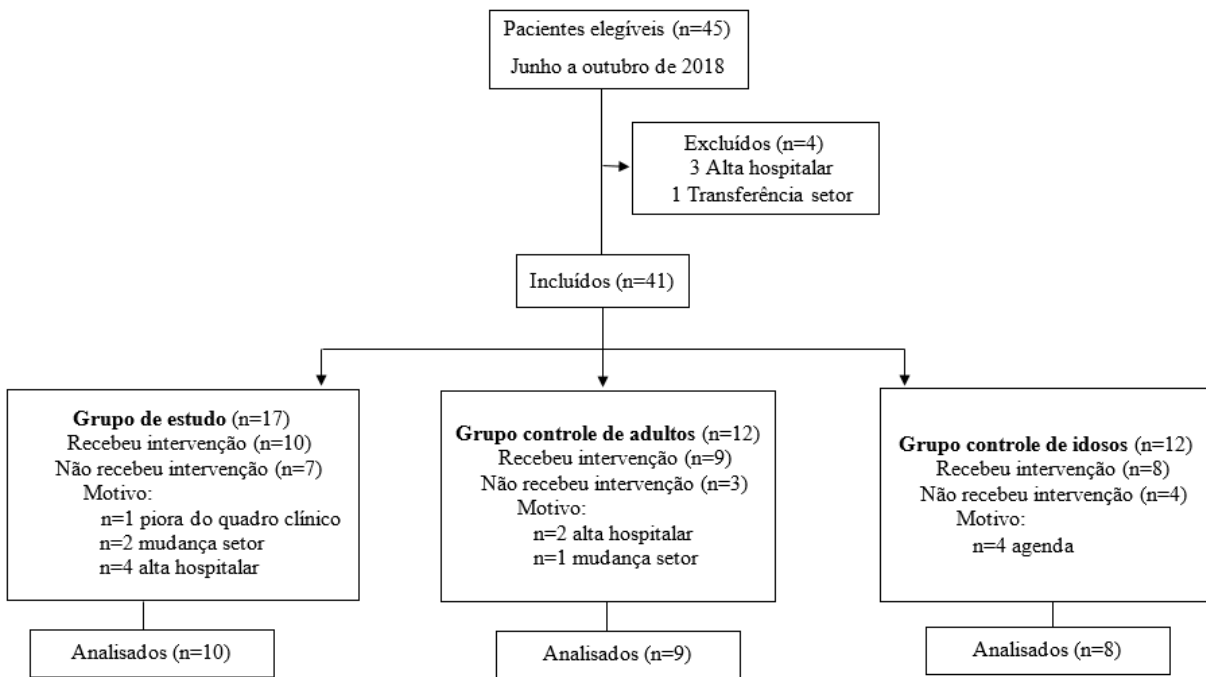 Pacientes elegíveis (n=45)
Junho a outubro de 2018
Excluídos (n=4)
3 Alta hospitalar
1 Transferência setor
Incluídos (n=41)
Grupo de estudo (n=17)
Recebeu intervenção (n=10)
Não recebeu intervenção (n=7)
Motivo:
n=1 piora do quadro clínico
n=2 mudança setor
n=4 alta hospitalar
Grupo controle de adultos (n=12)
Recebeu intervenção (n=9)
Não recebeu intervenção (n=3)
Motivo:
n=2 alta hospitalar
n=1 mudança setor
Grupo controle de idosos (n=12)
Recebeu intervenção (n=8)
Não recebeu intervenção (n=4)
Motivo:
n=4 agenda
Analisados (n=10)
Analisados (n=9)
Analisados (n=8)